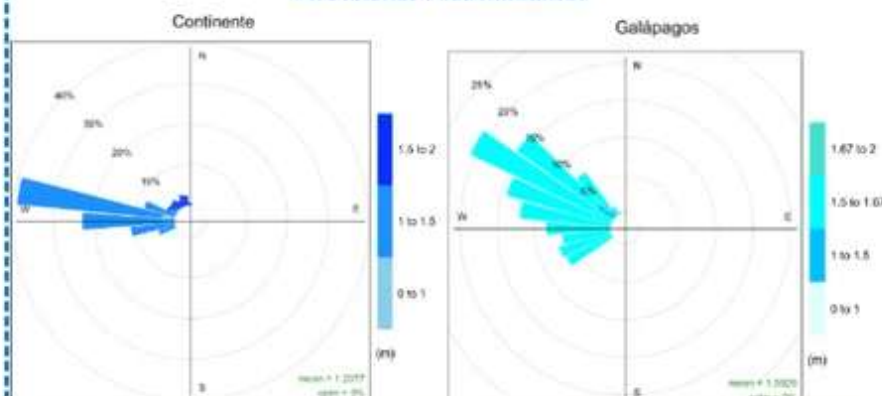 Continente
N
40%
30%
20%
10%
W
E
S
1.5 to 2
1 to 1.5
0 to 1
(m)
Galápagos
N
25%
20%
W
E
S
1.67 to 2
1.5 to 1.67
1 to 1.5
0 to 1
(m)